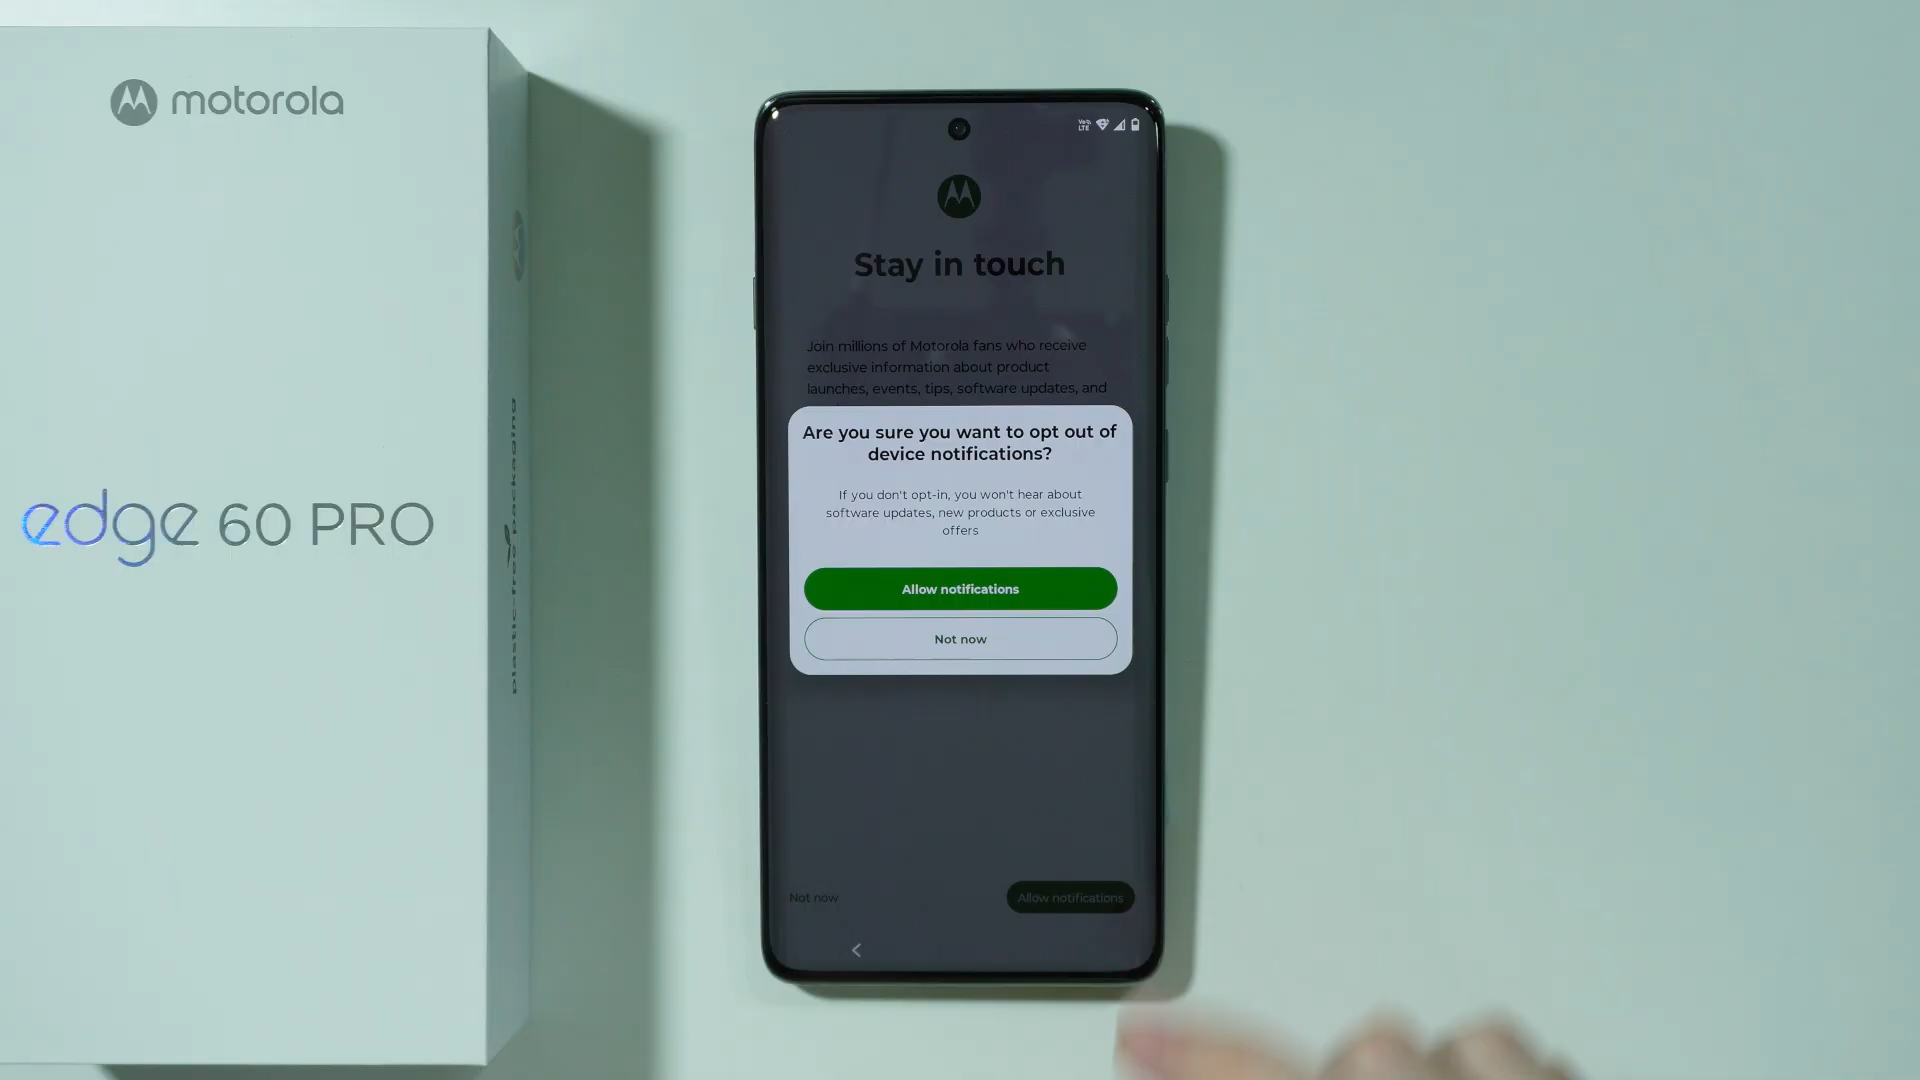 motorola
edge 60 PRO
plastic-free packaging
VoLTE
Stay in touch
Join millions of Motorola fans who receive
exclusive information about product
launches, events, tips, software updates, and
Are you sure you want to opt out of
device notifications?
If you don't opt-in, you won't hear about
software updates, new products or exclusive
offers
Allow notifications
Not now
Not now
Allow notifications